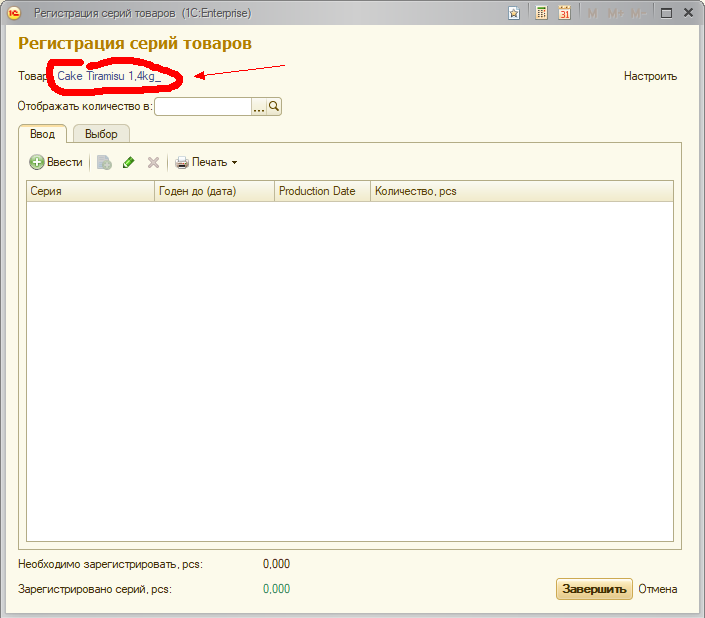 Регистрация серий товаров (1C:Enterprise)
M M+ M-
31
Регистрация серий товаров
Товар Cake Tiramisu 1,4kg_
Настроить
Отображать количество в:
...
Ввод Выбор
Ввести Печать
Серия Годен до (дата) Production Date Количество, pcs
Необходимо зарегистрировать, pcs: 0,000
Зарегистрировано серий, pcs: 0,000
Завершить Отмена